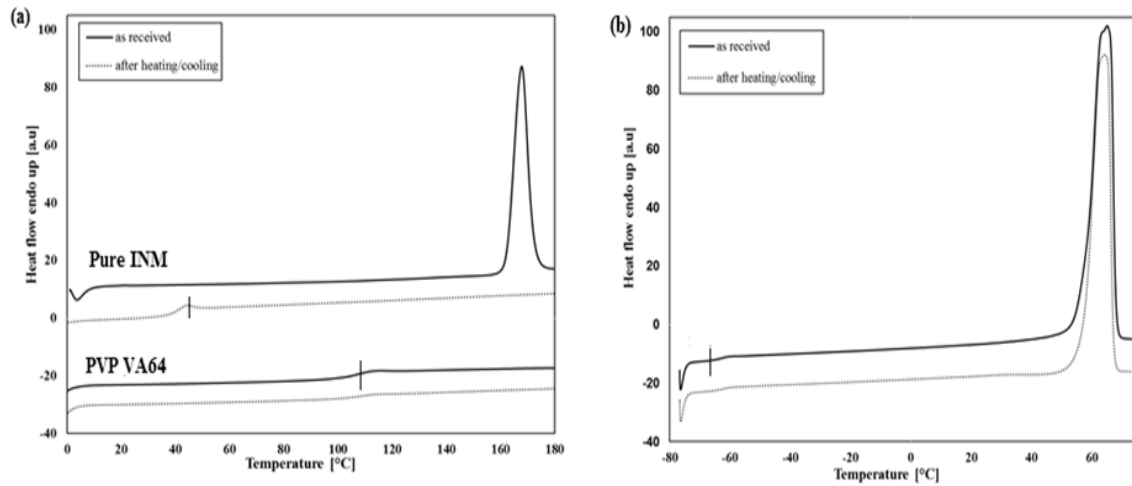 (a)
100
80
60
40
20
0
-20
-40
0 20 40 60 80 100 120 140 160 180
Heat flow endo up [a.u]
Temperature [°C]
as received
after heating/cooling
Pure INM
PVP VA64
(b)
100
80
60
40
20
0
-20
-40
-80 -60 -40 -20 0 20 40 60
Heat flow endo up [a.u]
Temperature [°C]
as received
after heating/cooling